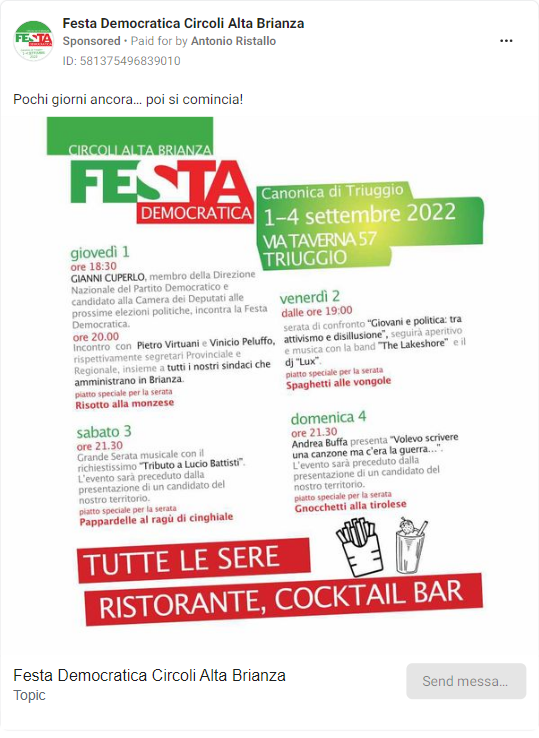 Festa Democratica Circoli Alta Brianza
Sponsored • Paid for by Antonio Ristallo
ID: 581375496839010
Pochi giorni ancora... poi si comincia!
CIRCOLI ALTA BRIANZA
FESTA
DEMOCRATICA
Canonica di Triuggio
1–4 settembre 2022
VIA TAVERNA 57
TRIUGGIO
giovedì 1
ore 18:30
GIANNI CUPERLO, membro della Direzione
Nazionale del Partito Democratico e
candidato alla Camera dei Deputati alle
prossime elezioni politiche, incontra la Festa
Democratica.
ore 20.00
Incontro con Pietro Virtuani e Vinicio Peluffo,
rispettivamente segretari Provinciale e
Regionale, insieme a tutti i nostri sindaci che
amministrano in Brianza.
piatto speciale per la serata
Risotto alla monzese
venerdì 2
dalle ore 19:00
serata di confronto "Giovani e politica: tra
attivismo e disillusione", seguirà aperitivo
e musica con la band "The Lakeshore" e il
dj "Lux".
piatto speciale per la serata
Spaghetti alle vongole
sabato 3
ore 21.30
Grande Serata musicale con il
richiestissimo "Tributo a Lucio Battisti".
L'evento sarà preceduto dalla
presentazione di un candidato del
nostro territorio.
piatto speciale per la serata
Pappardelle al ragù di cinghiale
domenica 4
ore 21.30
Andrea Buffa presenta "Volevo scrivere
una canzone ma c'era la guerra...".
L'evento sarà preceduto dalla
presentazione di un candidato del
nostro territorio.
piatto speciale per la serata
Gnocchetti alla tirolese
TUTTE LE SERE
RISTORANTE, COCKTAIL BAR
Festa Democratica Circoli Alta Brianza
Topic
Send messa...